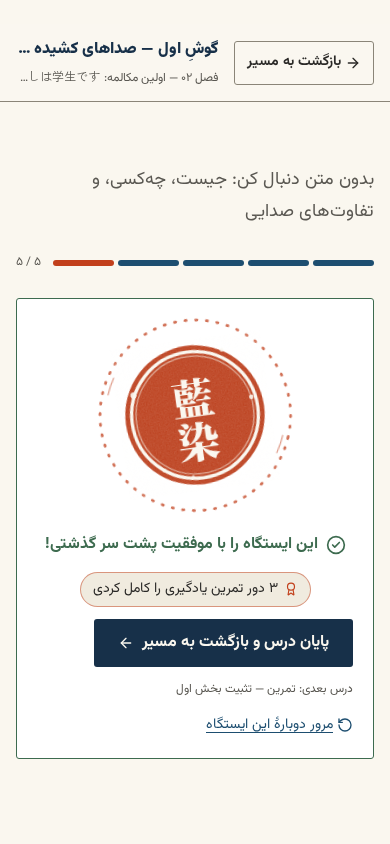 بازگشت به مسیر
گوشِ اول — صداهای کشیده ...
فصل ۰۲ — اولین مکالمه: しは学生です...
بدون متن دنبال کن: چیست، چه‌کسی، و
تفاوت‌های صدایی
۵ / ۵
藍
染
این ایستگاه را با موفقیت پشت سر گذشتی!
۳ دور تمرین یادگیری را کامل کردی
پایان درس و بازگشت به مسیر
درس بعدی: تمرین — تثبیت بخش اول
مرور دوبارهٔ این ایستگاه